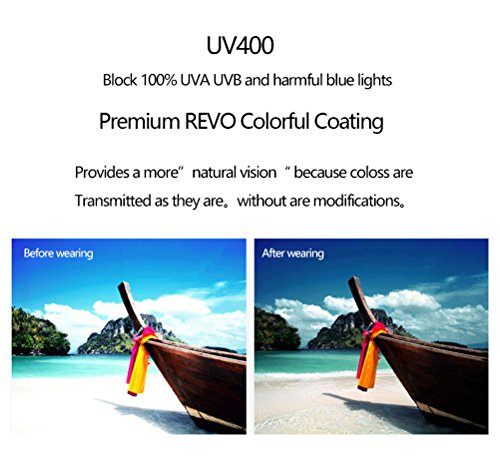 UV400
Block 100% UVA UVB and harmful blue lights
Premium REVO Colorful Coating
Provides a more” natural vision “ because coloss are
Transmitted as they are。without are modifications。
Before wearing
After wearing